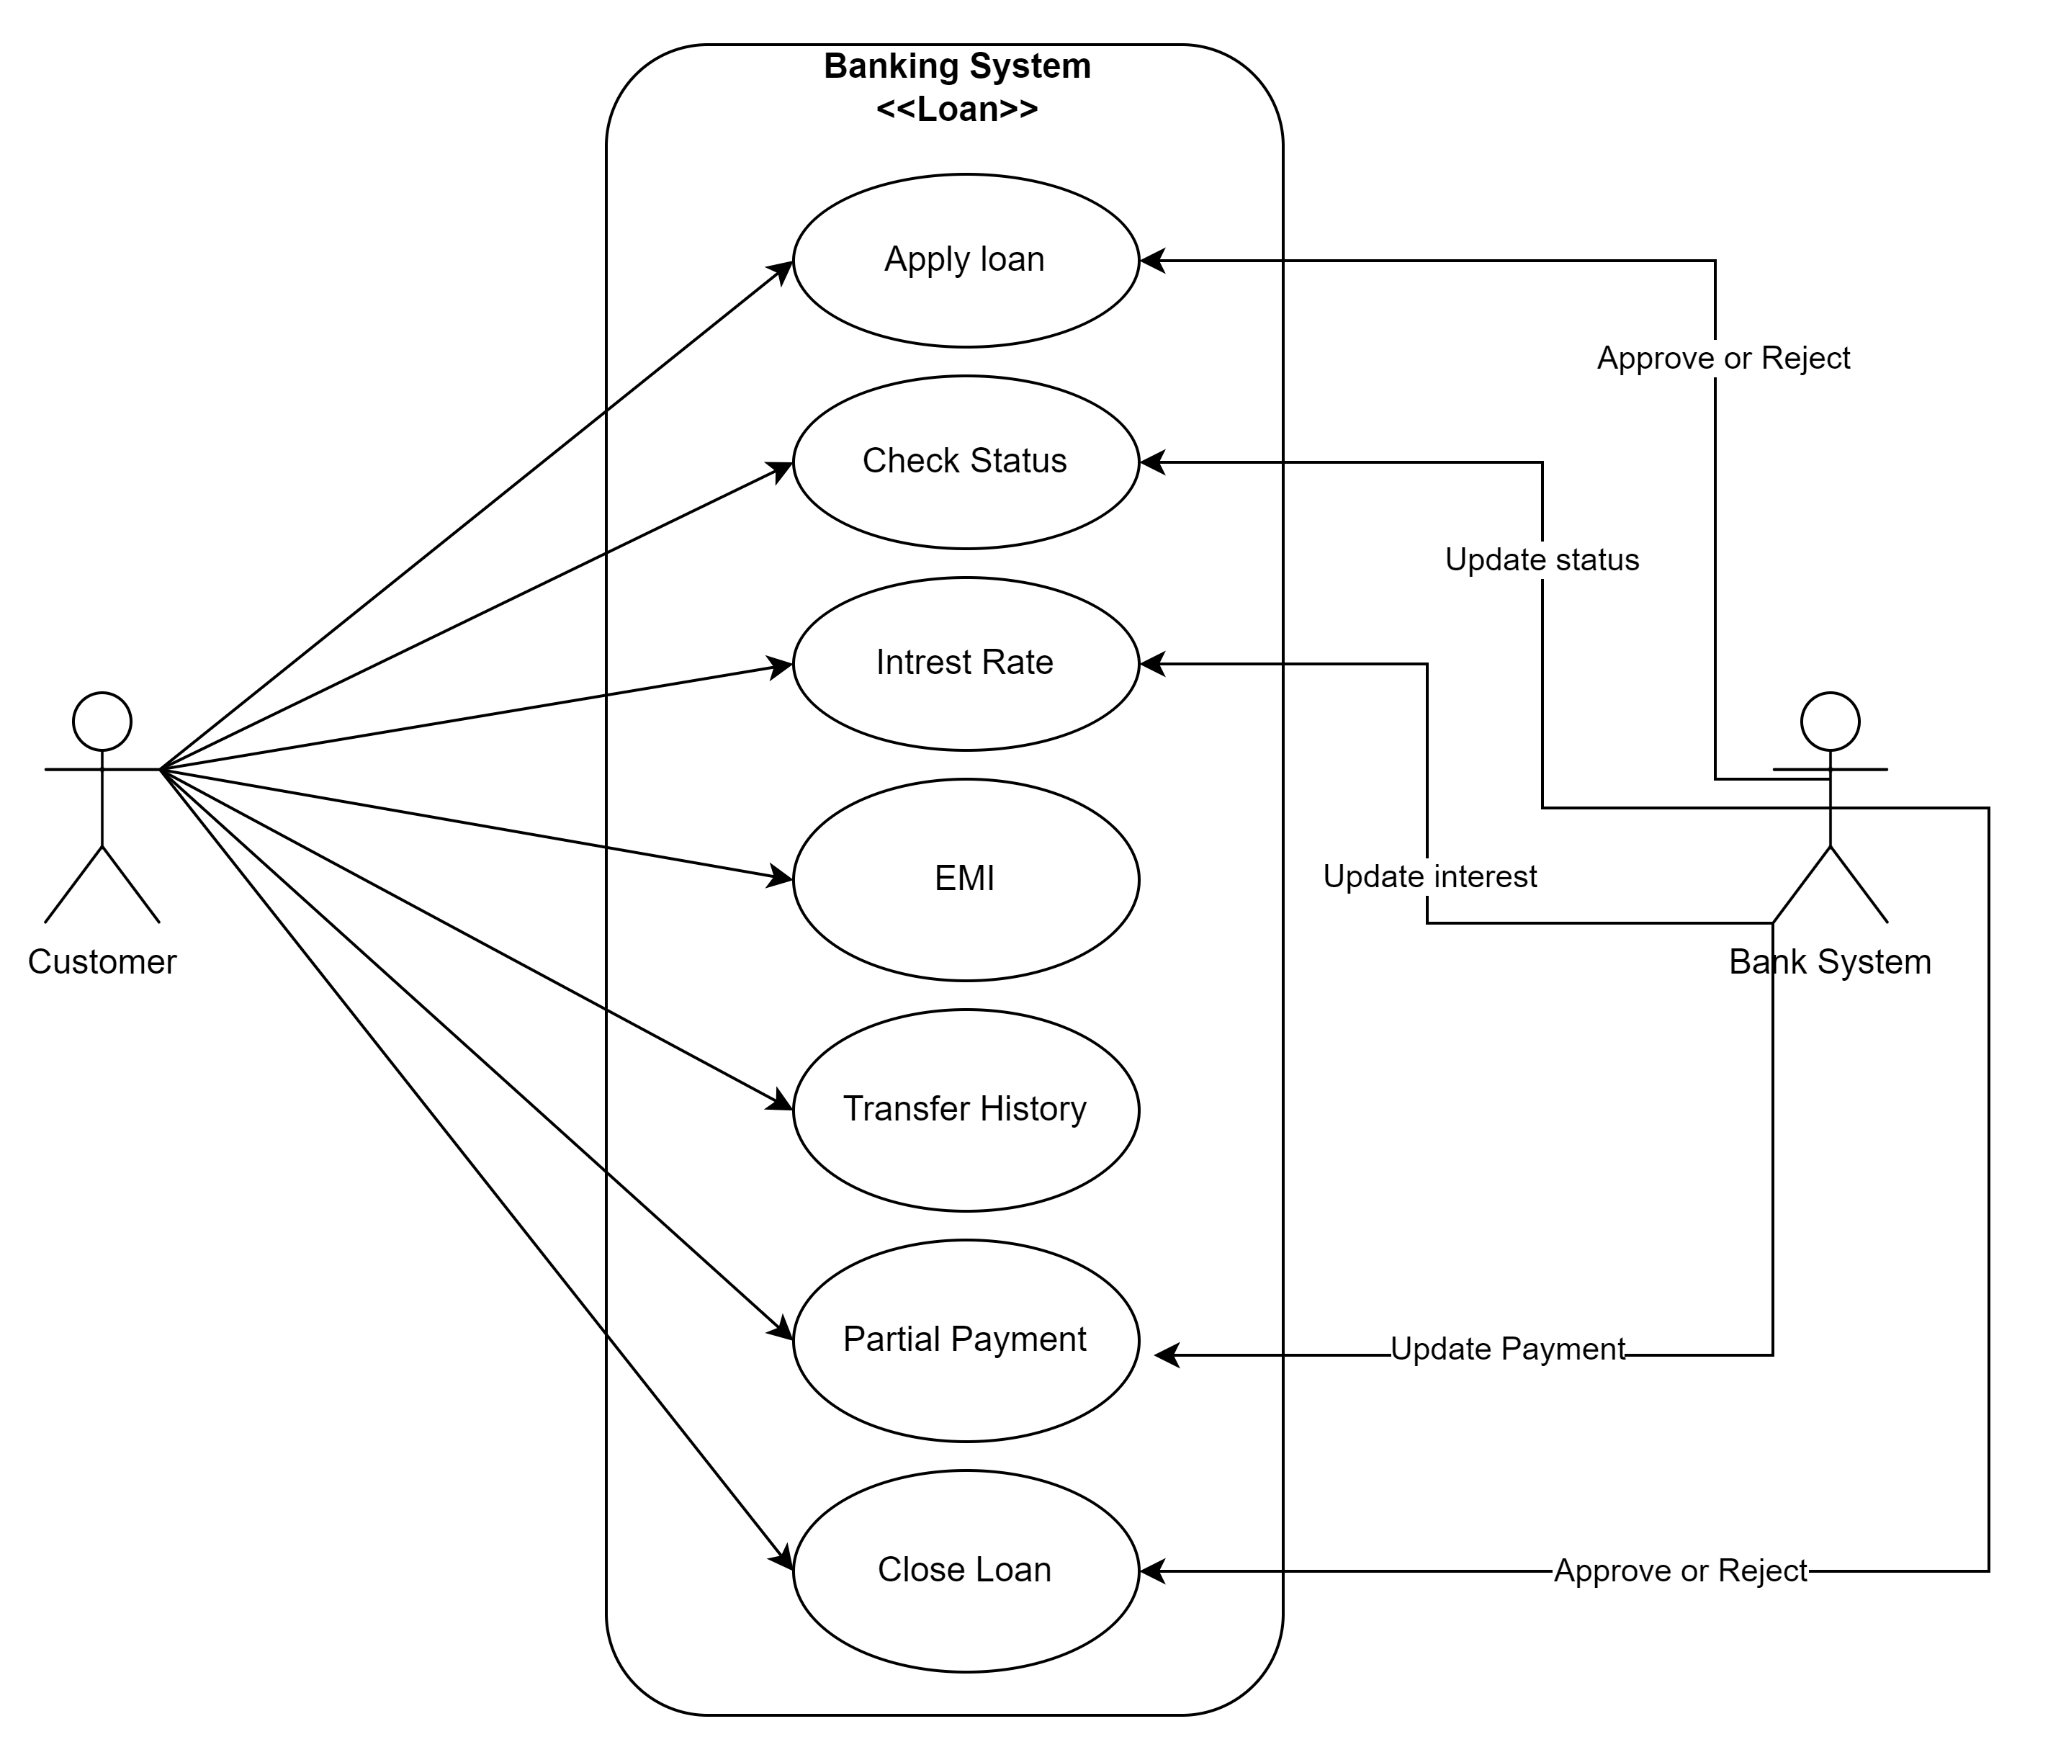 Banking System
<<Loan>>
Apply loan
Approve or Reject
Check Status
Update status
Intrest Rate
EMI
Update interest
Customer
Bank System
Transfer History
Partial Payment
Update Payment
Close Loan
Approve or Reject